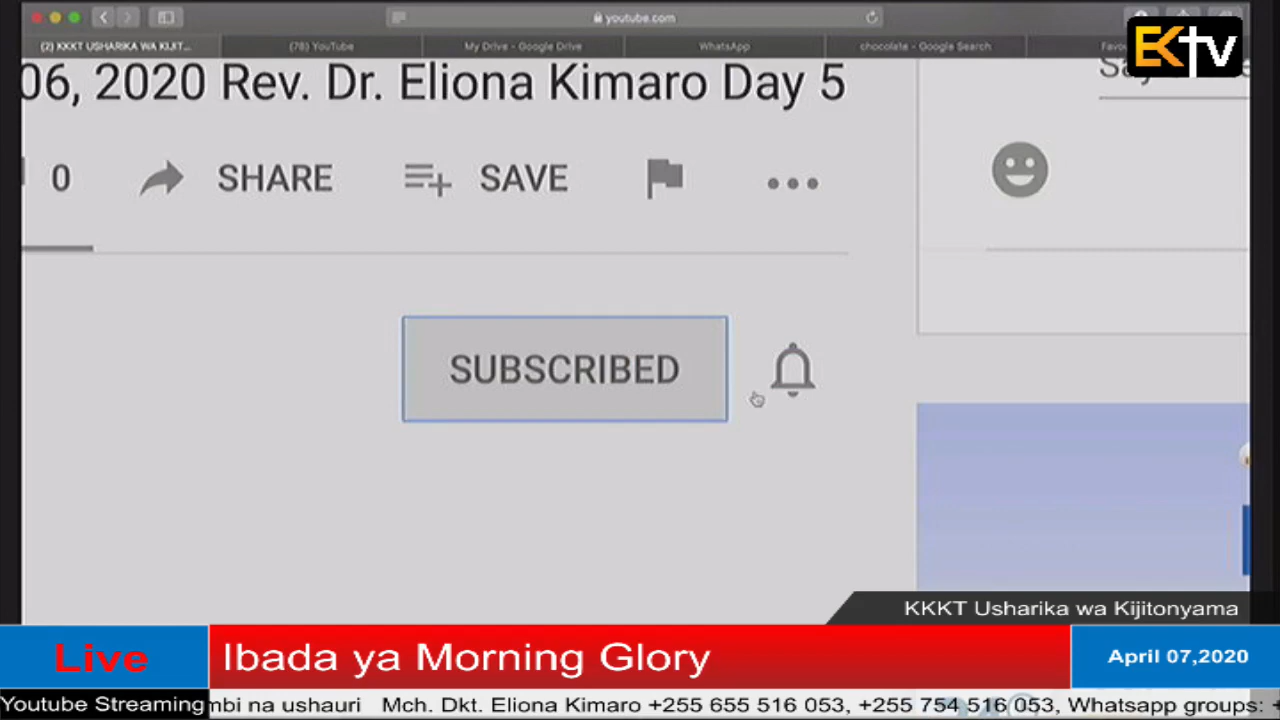 youtube.com
(2) KKKT USHARIKA WA KIJIT...
(78) YouTube
My Drive - Google Drive
WhatsApp
chocolate - Google Search
EKtv
06, 2020 Rev. Dr. Eliona Kimaro Day 5
0 SHARE SAVE
SUBSCRIBED
KKKT Usharika wa Kijitonyama
Live
Ibada ya Morning Glory
April 07,2020
Youtube Streaming
mbi na ushauri Mch. Dkt. Eliona Kimaro +255 655 516 053, +255 754 516 053, Whatsapp groups: +